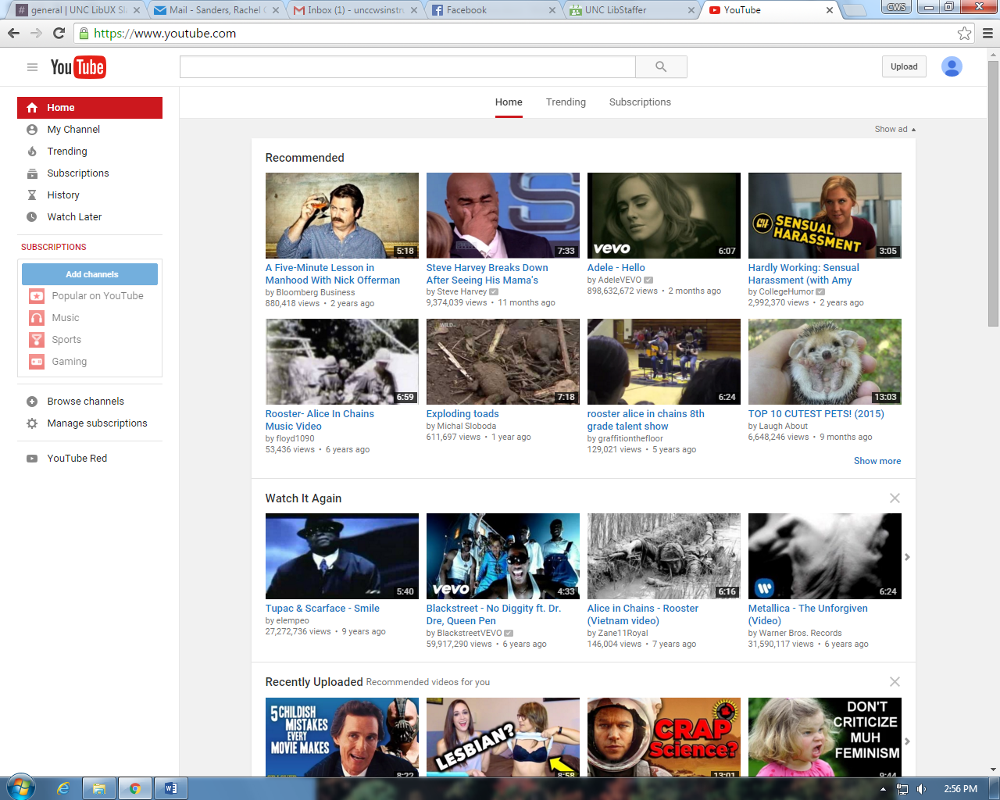 general | UNC LibUX Sl
Mail - Sanders, Rachel
Inbox (1) - unccwsinstr
Facebook
UNC LibStaffer
YouTube
CWS
https://www.youtube.com
YouTube
Upload
Home
Trending
Subscriptions
Home
My Channel
Trending
Subscriptions
History
Watch Later
SUBSCRIPTIONS
Add channels
Popular on YouTube
Music
Sports
Gaming
Browse channels
Manage subscriptions
YouTube Red
Show ad
Recommended
5:18
A Five-Minute Lesson in
Manhood With Nick Offerman
by Bloomberg Business
880,418 views • 2 years ago
7:33
Steve Harvey Breaks Down
After Seeing His Mama's
by Steve Harvey
9,374,039 views • 11 months ago
vevo
6:07
Adele - Hello
by AdeleVEVO
898,632,672 views • 2 months ago
SENSUAL
HARASSMENT
3:05
Hardly Working: Sensual
Harassment (with Amy
by CollegeHumor
2,992,370 views • 2 years ago
6:59
Rooster- Alice In Chains
Music Video
by floyd1090
53,436 views • 6 years ago
WILD
7:18
Exploding toads
by Michal Sloboda
611,697 views • 1 year ago
6:24
rooster alice in chains 8th
grade talent show
by graffitionthefloor
129,021 views • 5 years ago
13:03
TOP 10 CUTEST PETS! (2015)
by Laugh About
6,648,246 views • 9 months ago
Show more
Watch It Again
5:40
Tupac & Scarface - Smile
by elempeo
27,272,736 views • 9 years ago
vevo
4:33
Blackstreet - No Diggity ft. Dr.
Dre, Queen Pen
by BlackstreetVEVO
59,917,290 views • 6 years ago
6:16
Alice in Chains - Rooster
(Vietnam video)
by Zane11Royal
146,004 views • 7 years ago
W
6:24
Metallica - The Unforgiven
(Video)
by Warner Bros. Records
31,590,117 views • 6 years ago
Recently Uploaded Recommended videos for you
5 CHILDISH
MISTAKES
EVERY
MOVIE MAKES
CRACKED
8:22
LESBIAN?
8:58
CRAP
Science?
13:01
DON'T
CRITICIZE
MUH
FEMINISM
9:44
2:56 PM